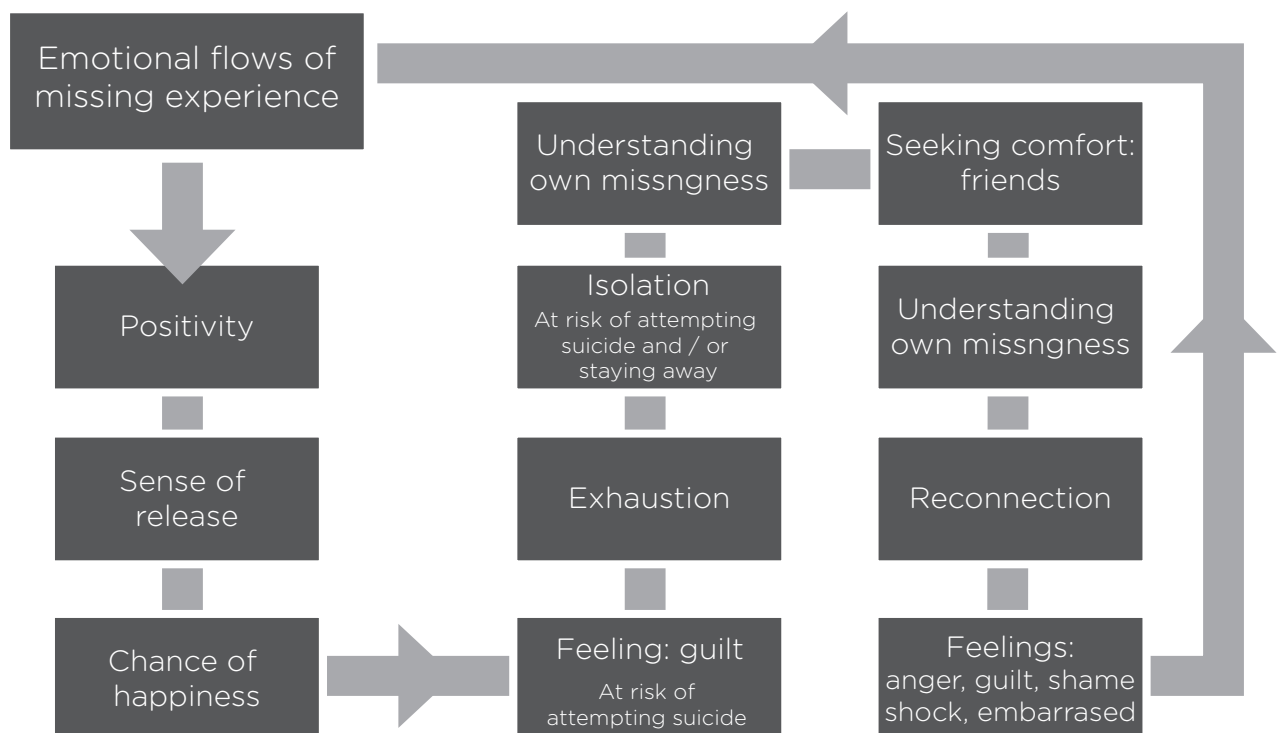 Emotional flows of
missing experience
Positivity
Sense of
release
Chance of
happiness
Understanding
own missngness
Isolation
At risk of attempting
suicide and / or
staying away
Exhaustion
Feeling: guilt
At risk of
attempting suicide
Seeking comfort:
friends
Understanding
own missngness
Reconnection
Feelings:
anger, guilt, shame
shock, embarrased